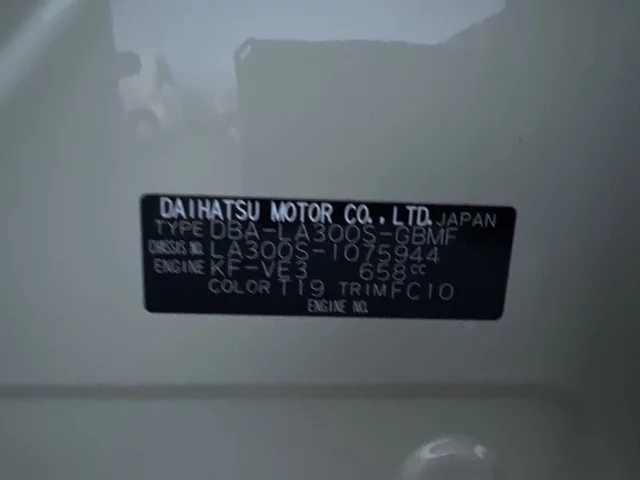 DAIHATSU MOTOR CO., LTD. JAPAN
TYPE DBA-LA300S-GBMF
CHASSIS NO. LA300S-1075944
ENGINE KF-VE3 658cc
COLOR T19 TRIM FC10
ENGINE NO.